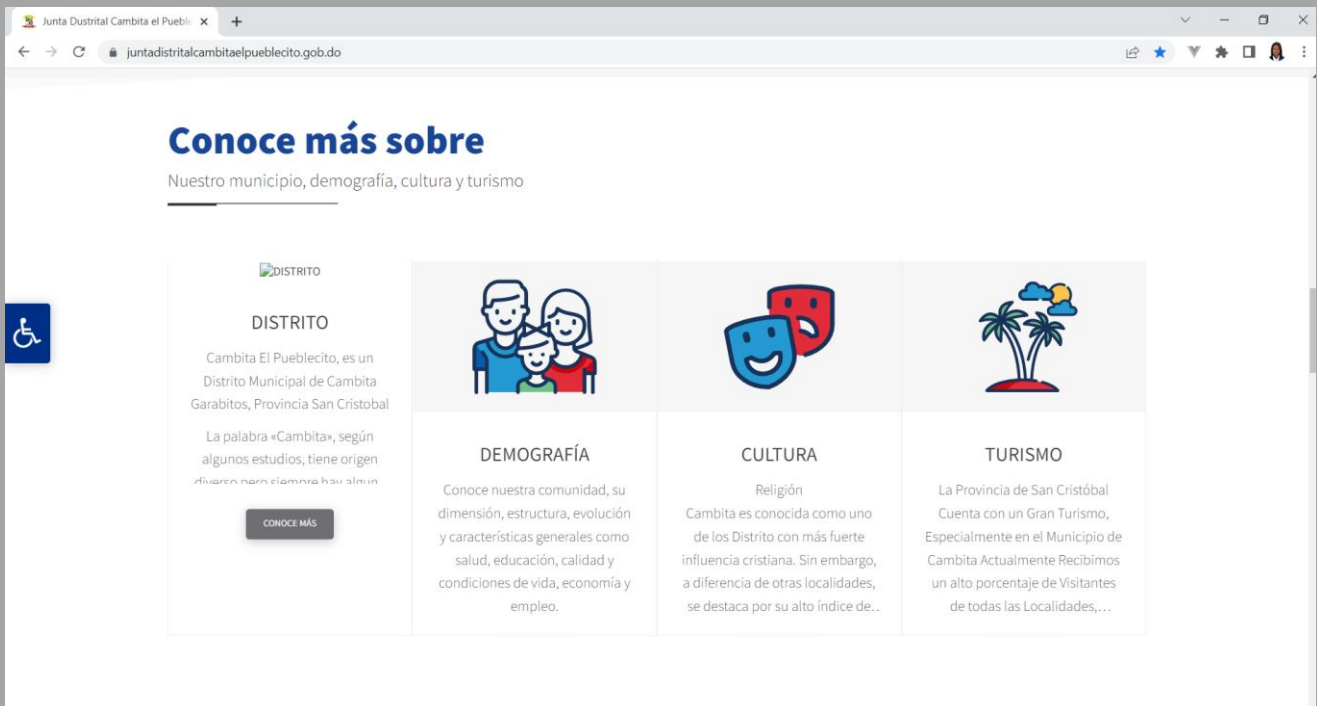 Junta Dustrital Cambita el Pueble
juntadistritalcambitaelpueblecito.gob.do
Conoce más sobre
Nuestro municipio, demografía, cultura y turismo
DISTRITO
DISTRITO
Cambita El Pueblecito, es un
Distrito Municipal de Cambita
Garabitos, Provincia San Cristobal
La palabra «Cambita», según
algunos estudios, tiene origen
diverso pero siempre hay algun
CONOCE MÁS
DEMOGRAFÍA
Conoce nuestra comunidad, su
dimensión, estructura, evolución
y características generales como
salud, educación, calidad y
condiciones de vida, economía y
empleo.
CULTURA
Religión
Cambita es conocida como uno
de los Distrito con más fuerte
influencia cristiana. Sin embargo,
a diferencia de otras localidades,
se destaca por su alto índice de..
TURISMO
La Provincia de San Cristóbal
Cuenta con un Gran Turismo,
Especialmente en el Municipio de
Cambita Actualmente Recibimos
un alto porcentaje de Visitantes
de todas las Localidades,...